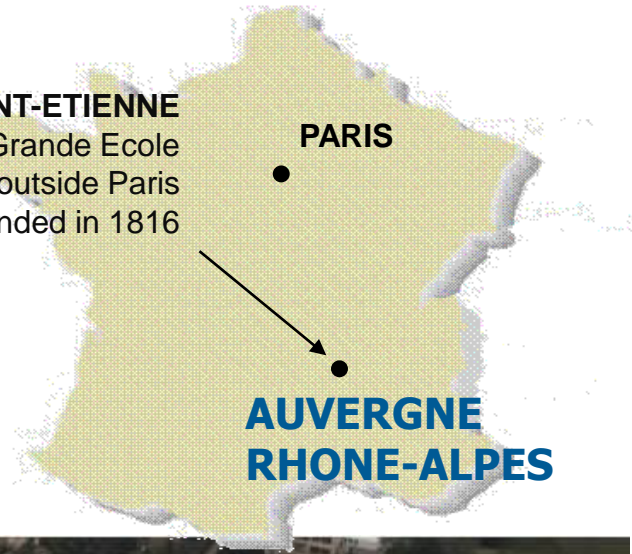 NT-ETIENNE
Grande Ecole
outside Paris
nded in 1816
PARIS
AUVERGNE
RHONE-ALPES